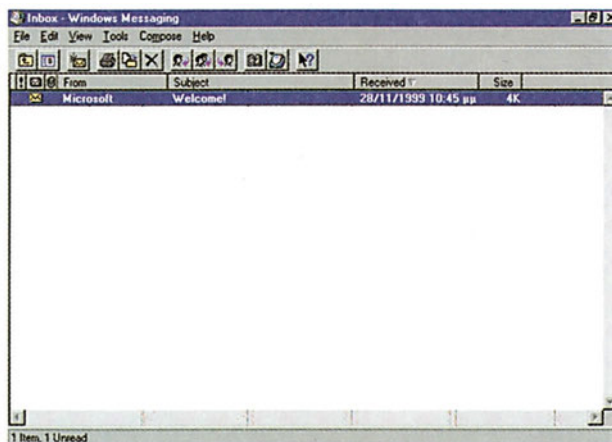 Inbox - Windows Messaging
File Edit View Tools Compose Help
! From Subject Received Size
Microsoft Welcome! 28/11/1999 10:45 μμ 4K
1 Item, 1 Unread